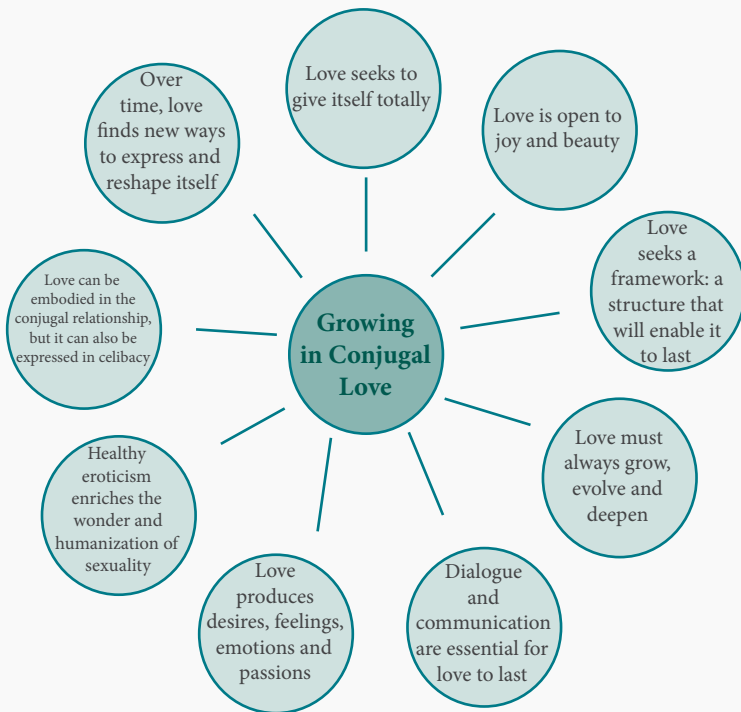 Growing
in Conjugal
Love
Love seeks to
give itself totally
Love is open to
joy and beauty
Love
seeks a
framework: a
structure that
will enable it
to last
Love must
always grow,
evolve and
deepen
Dialogue
and
communication
are essential for
love to last
Love
produces
desires, feelings,
emotions and
passions
Healthy
eroticism
enriches the
wonder and
humanization of
sexuality
Love can be
embodied in the
conjugal relationship,
but it can also be
expressed in celibacy
Over
time, love
finds new ways
to express and
reshape itself